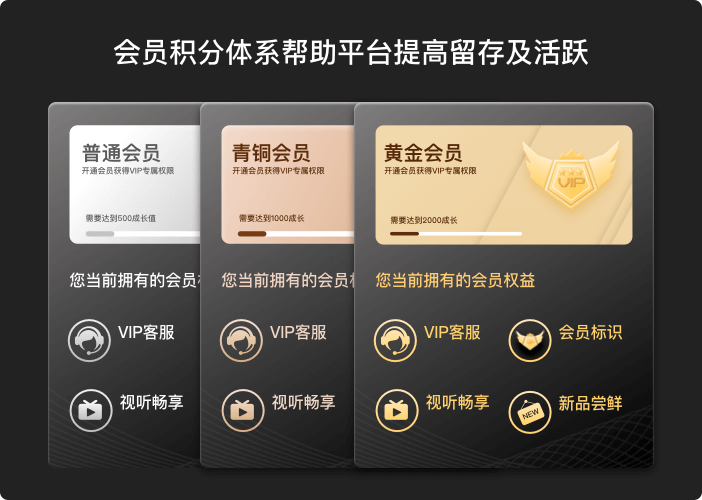 会员积分体系帮助平台提高留存及活跃
普通会员
开通会员获得VIP专属权限
需要达到500成长值
您当前拥有的会员
VIP客服
视听畅享
青铜会员
开通会员获得VIP专属权限
需要达到1000成长
您当前拥有的会员
VIP客服
视听畅享
黄金会员
开通会员获得VIP专属权限
VIP
需要达到2000成长
您当前拥有的会员权益
VIP客服
会员标识
视听畅享
NEW
新品尝鲜